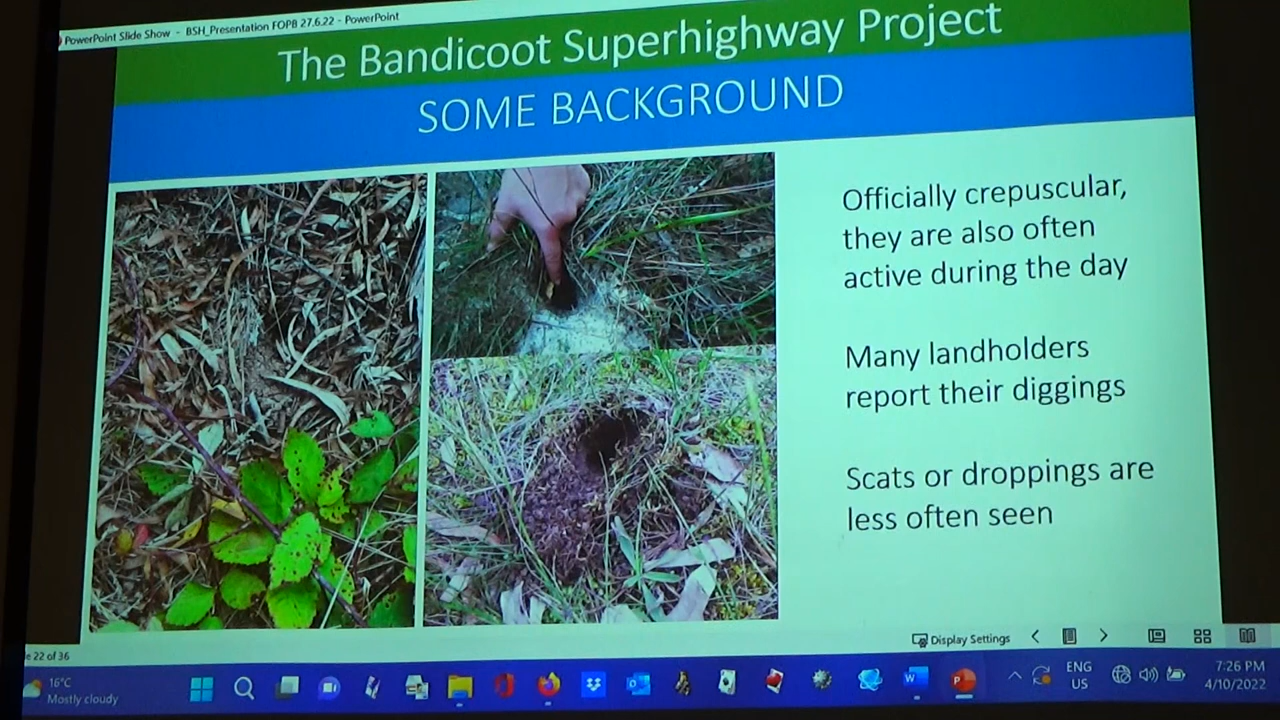 PowerPoint Slide Show - BSH_Presentation FOPB 27.6.22 - PowerPoint
The Bandicoot Superhighway Project
SOME BACKGROUND
Officially crepuscular,
they are also often
active during the day
Many landholders
report their diggings
Scats or droppings are
less often seen
Display Settings
e 22 of 36
16°C
Mostly cloudy
ENG
US
7:26 PM
4/10/2022